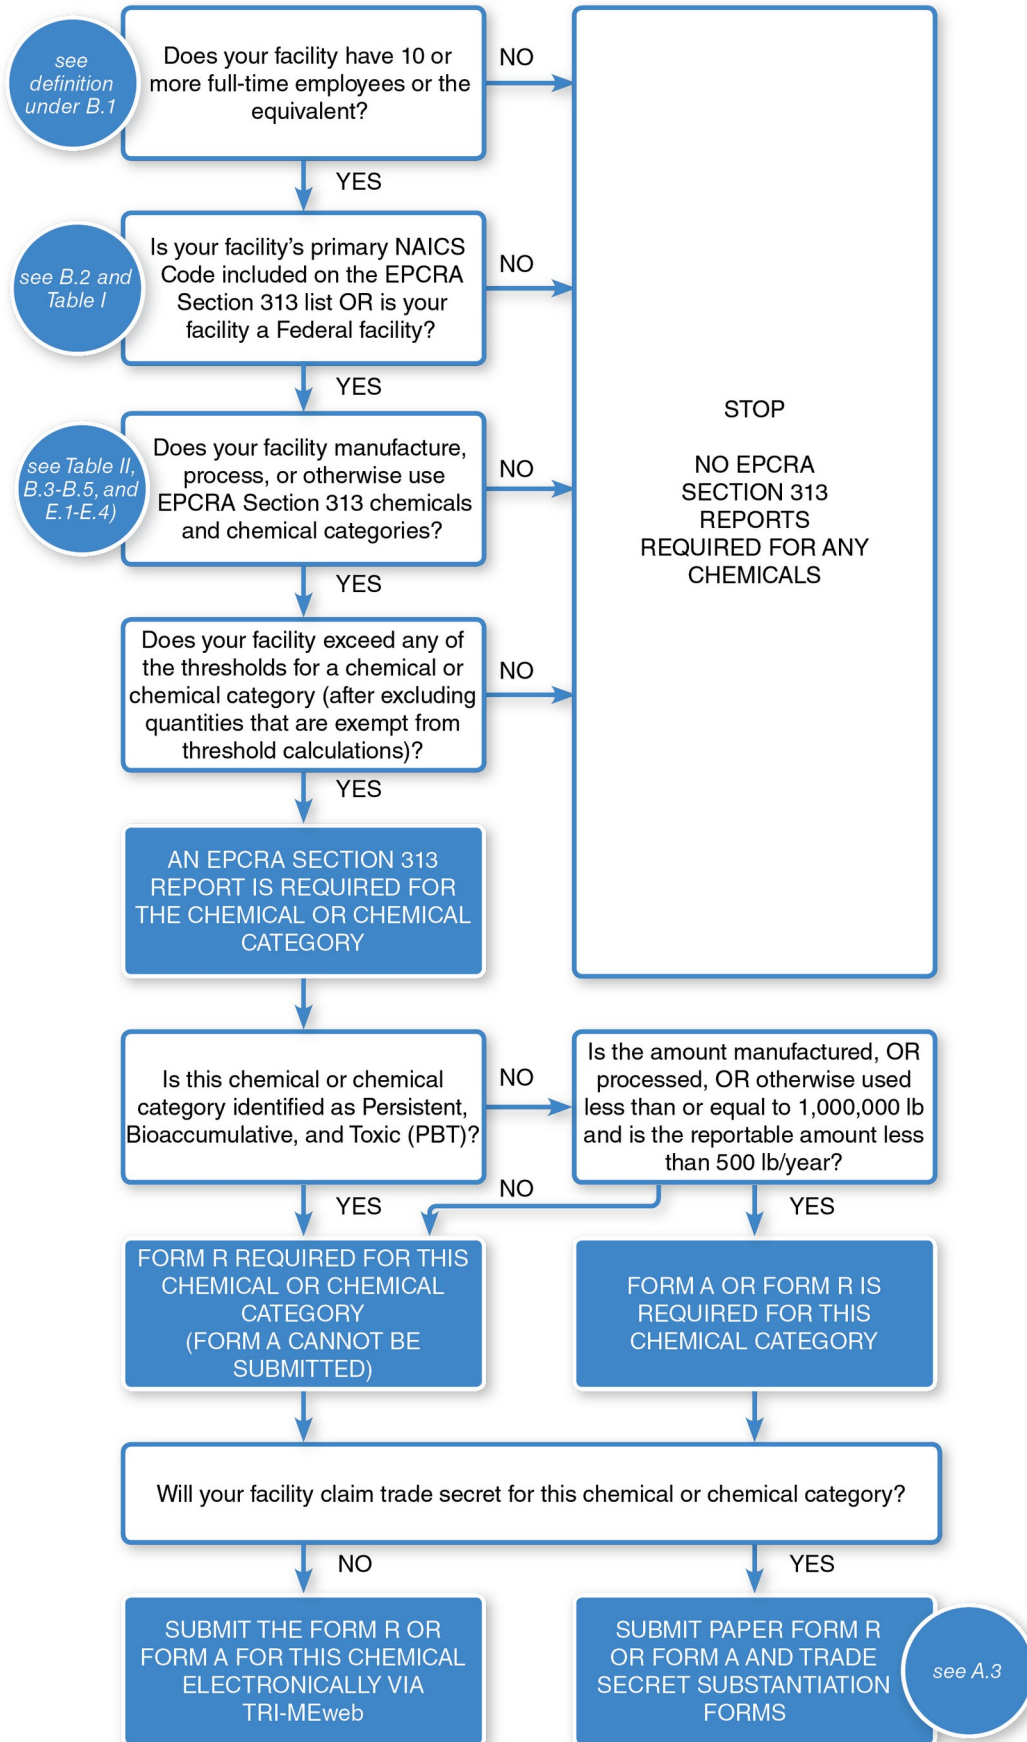 see
definition
under B.1
Does your facility have 10 or
more full-time employees or the
equivalent?
NO
YES
see B.2 and
Table I
Is your facility’s primary NAICS
Code included on the EPCRA
Section 313 list OR is your
facility a Federal facility?
NO
YES
see Table II,
B.3-B.5, and
E.1-E.4)
Does your facility manufacture,
process, or otherwise use
EPCRA Section 313 chemicals
and chemical categories?
NO
YES
Does your facility exceed any of
the thresholds for a chemical or
chemical category (after excluding
quantities that are exempt from
threshold calculations)?
NO
YES
STOP
NO EPCRA
SECTION 313
REPORTS
REQUIRED FOR ANY
CHEMICALS
AN EPCRA SECTION 313
REPORT IS REQUIRED FOR
THE CHEMICAL OR CHEMICAL
CATEGORY
Is this chemical or chemical
category identified as Persistent,
Bioaccumulative, and Toxic (PBT)?
NO
Is the amount manufactured, OR
processed, OR otherwise used
less than or equal to 1,000,000 lb
and is the reportable amount less
than 500 lb/year?
YES
NO
YES
FORM R REQUIRED FOR THIS
CHEMICAL OR CHEMICAL
CATEGORY
(FORM A CANNOT BE
SUBMITTED)
FORM A OR FORM R IS
REQUIRED FOR THIS
CHEMICAL CATEGORY
Will your facility claim trade secret for this chemical or chemical category?
NO
YES
SUBMIT THE FORM R OR
FORM A FOR THIS CHEMICAL
ELECTRONICALLY VIA
TRI-MEweb
SUBMIT PAPER FORM R
OR FORM A AND TRADE
SECRET SUBSTANTIATION
FORMS
see A.3